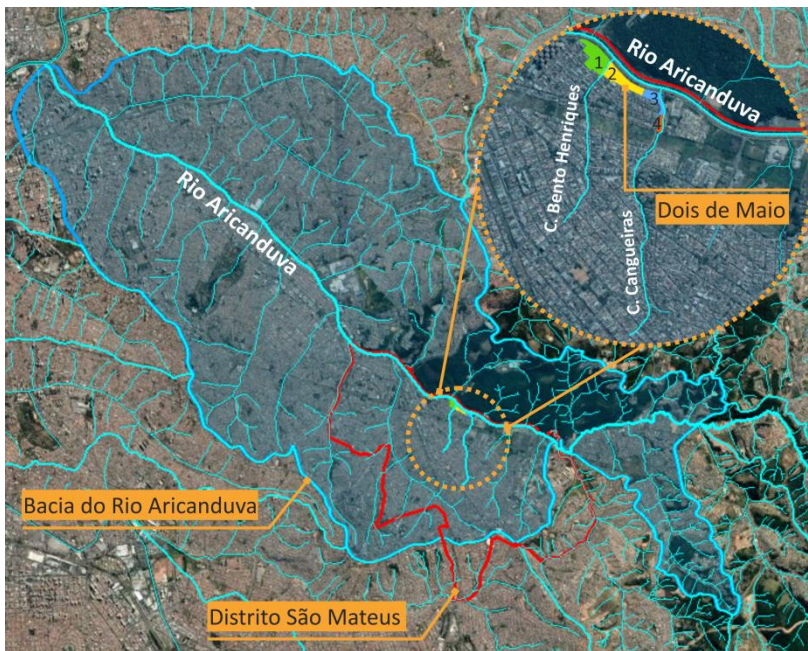 Rio Aricanduva
1
2
3
4
C. Bento Henriques
Dois de Maio
C. Cangueiras
Rio Aricanduva
Bacia do Rio Aricanduva
Distrito São Mateus